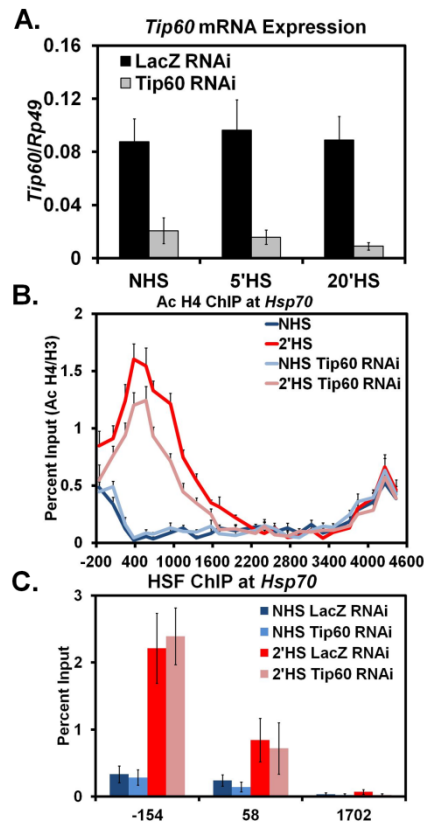 A.
Tip60 mRNA Expression
0.16
0.12
0.08
0.04
0
Tip60/Rp49
LacZ RNAi
Tip60 RNAi
NHS 5'HS 20'HS
B.
Ac H4 ChIP at Hsp70
2
1.5
1
0.5
0
Percent Input (Ac H4/H3)
NHS
2'HS
NHS Tip60 RNAi
2'HS Tip60 RNAi
-200 400 1000 1600 2200 2800 3400 4000 4600
C.
HSF ChIP at Hsp70
3
2
1
0
Percent Input
NHS LacZ RNAi
NHS Tip60 RNAi
2'HS LacZ RNAi
2'HS Tip60 RNAi
-154 58 1702